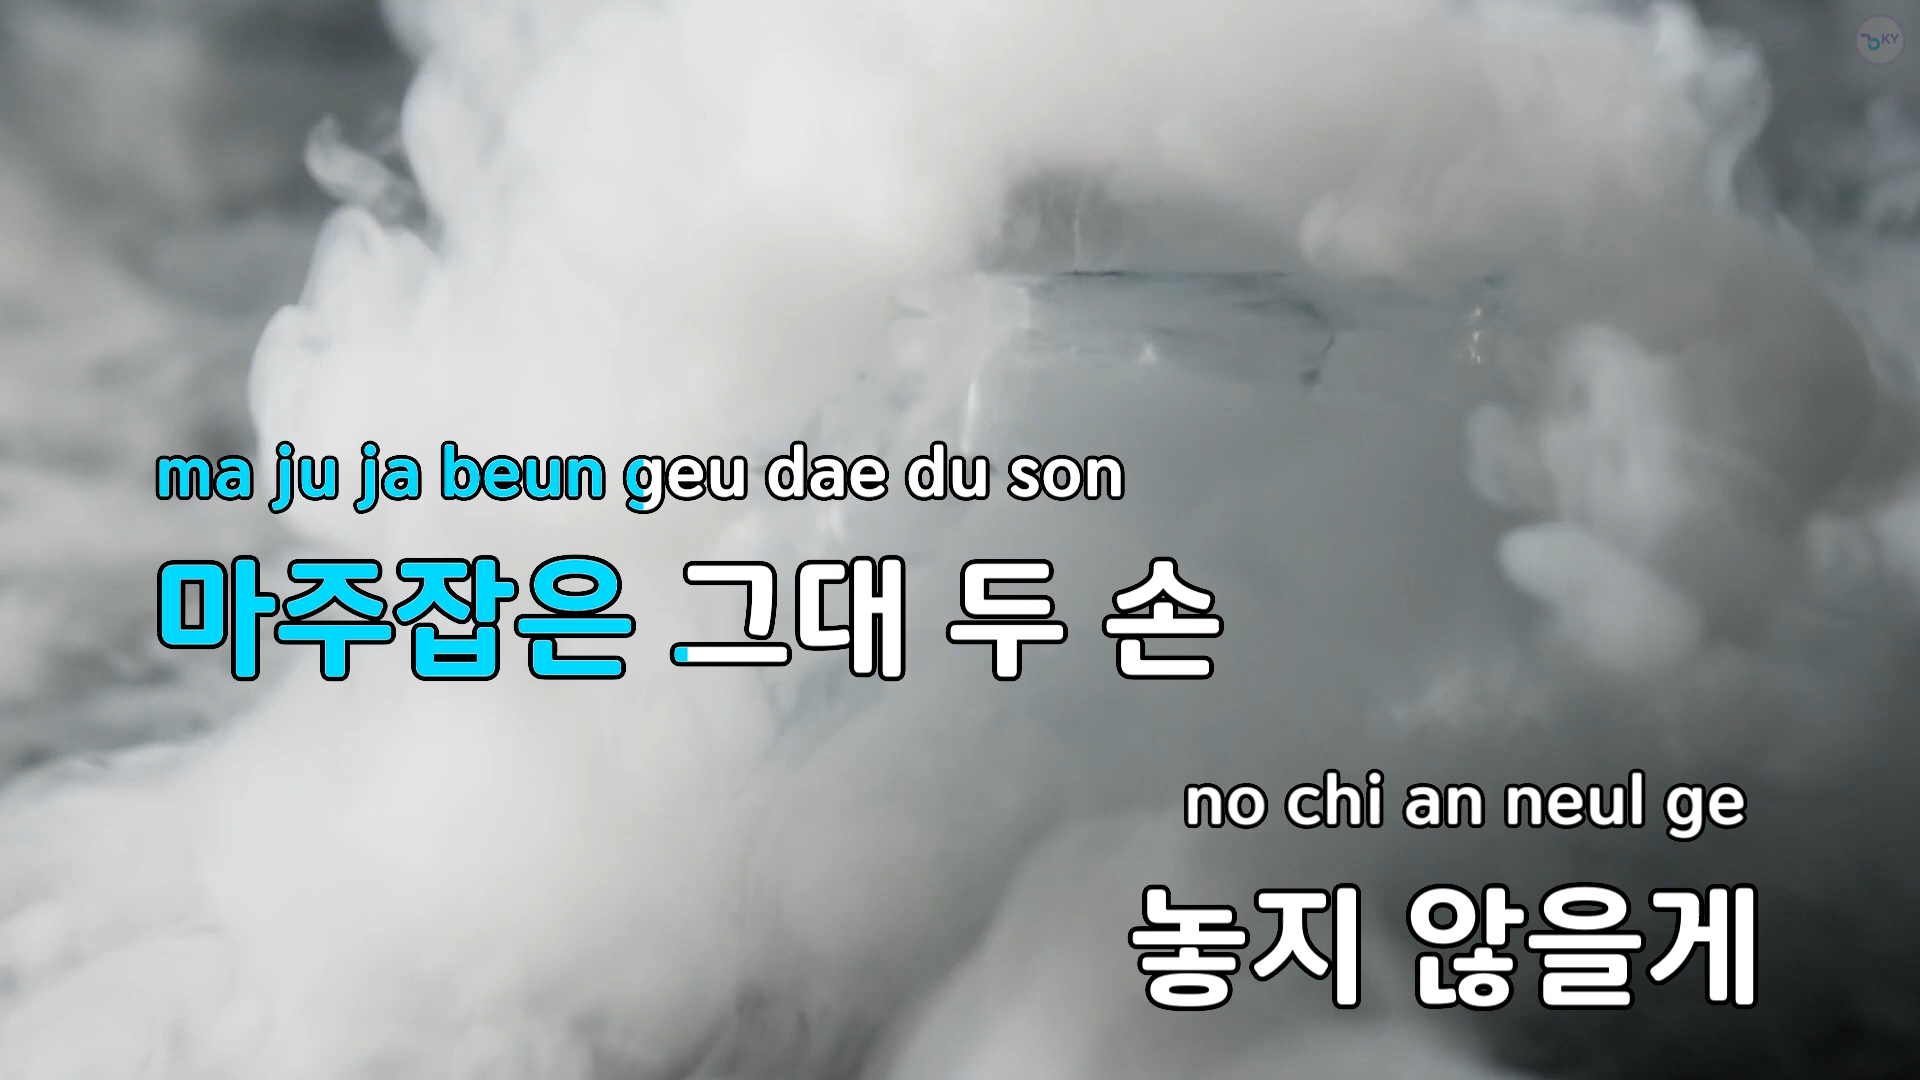 KY
ma ju ja beun geu dae du son
마주잡은 그대 두 손
no chi an neul ge
놓지 않을게